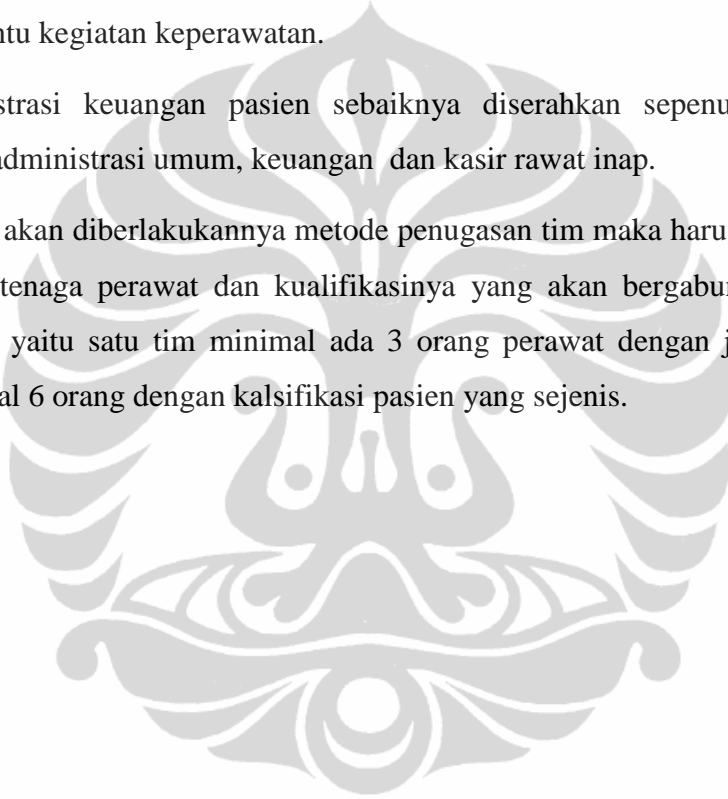 ntu kegiatan keperawatan.
strasi keuangan pasien sebaiknya diserahkan sepenu
administrasi umum, keuangan dan kasir rawat inap.
akan diberlakukannya metode penugasan tim maka haru
tenaga perawat dan kualifikasinya yang akan bergabu
yaitu satu tim minimal ada 3 orang perawat dengan j
al 6 orang dengan kalsifikasi pasien yang sejenis.